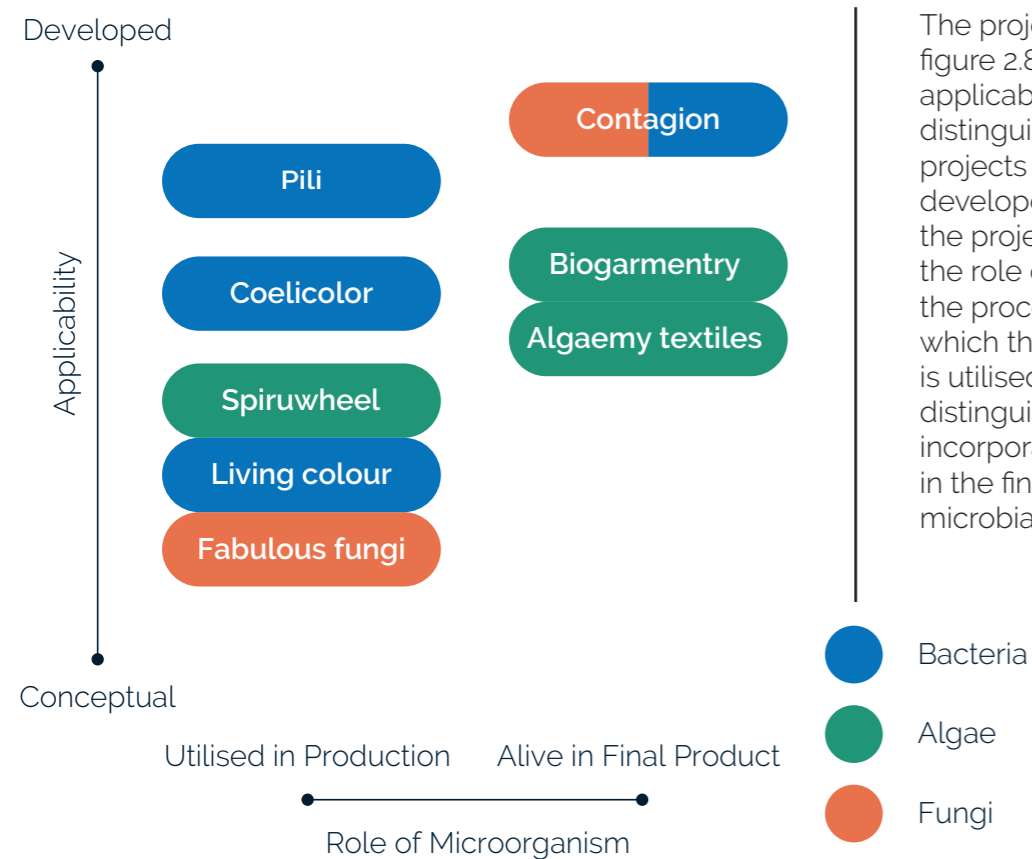 Developed
Applicability
Conceptual
Pili
Coelicolor
Spiruwheel
Living colour
Fabulous fungi
Contagion
Biogarmentry
Algaemy textiles
Utilised in Production
Alive in Final Product
Role of Microorganism
The proj
figure 2.8
applicab
distingui
projects
develope
the proje
the role
the proc
which th
is utilised
distingui
incorpora
in the fin
microbia
Bacteria
Algae
Fungi